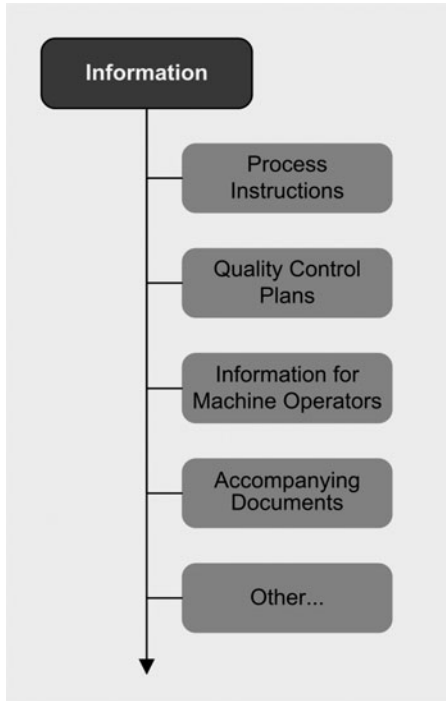 Information
Process
Instructions
Quality Control
Plans
Information for
Machine Operators
Accompanying
Documents
Other...